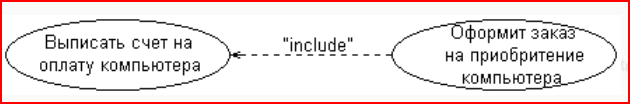 Выписать счет на
оплату компьютера
"include"
Оформит заказ
на приобритение
компьютера